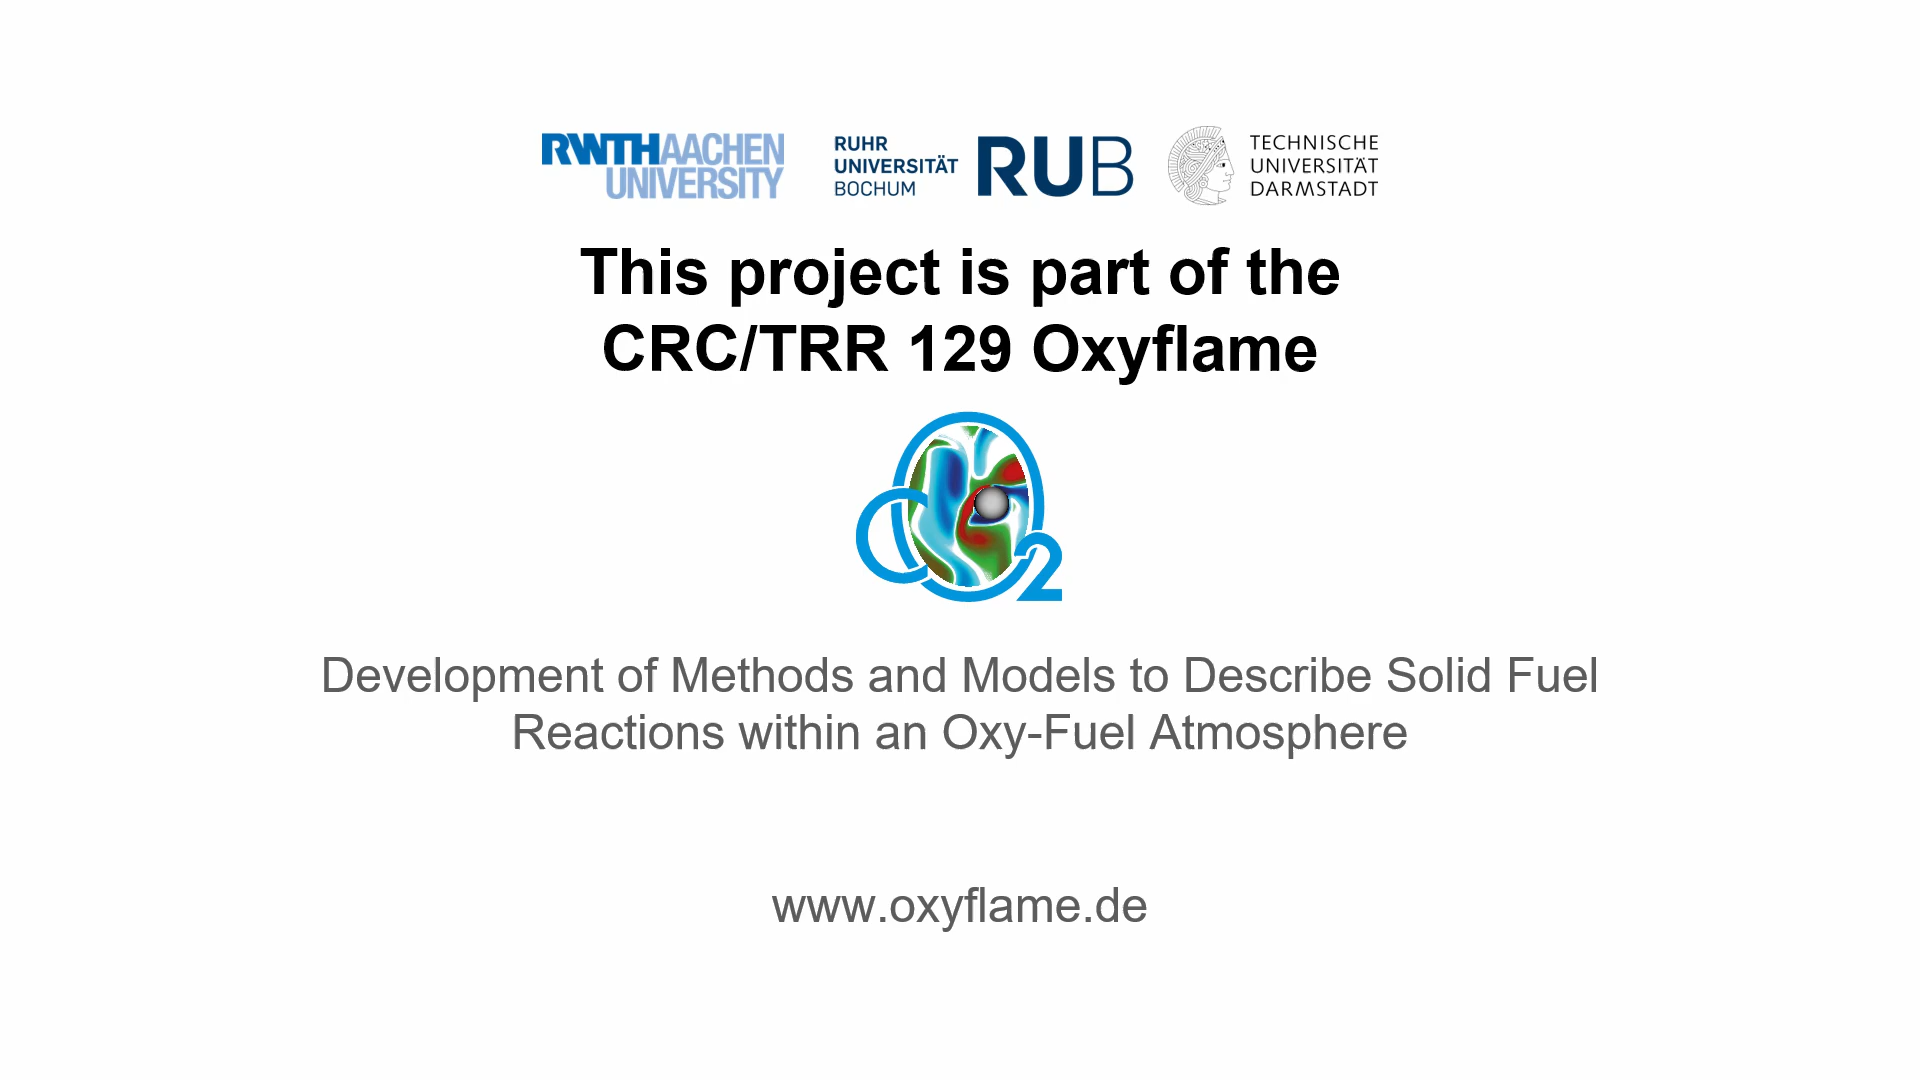 RWTHAACHEN
UNIVERSITY
RUHR
UNIVERSITÄT
BOCHUM
RUB
TECHNISCHE
UNIVERSITÄT
DARMSTADT
This project is part of the
CRC/TRR 129 Oxyflame
CO2
Development of Methods and Models to Describe Solid Fuel
Reactions within an Oxy-Fuel Atmosphere
www.oxyflame.de